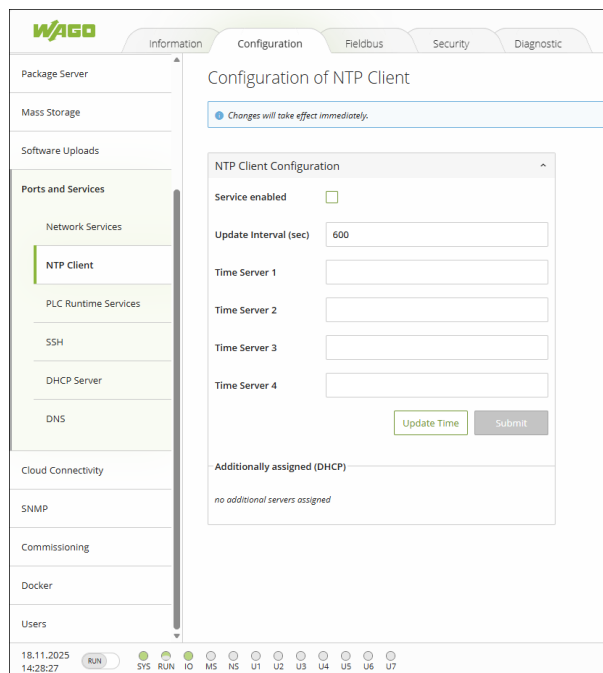 WAGO
Information Configuration Fieldbus Security Diagnostic
Package Server
Mass Storage
Software Uploads
Ports and Services
Network Services
NTP Client
PLC Runtime Services
SSH
DHCP Server
DNS
Cloud Connectivity
SNMP
Commissioning
Docker
Users
Configuration of NTP Client
Changes will take effect immediately.
NTP Client Configuration
Service enabled
Update Interval (sec) 600
Time Server 1
Time Server 2
Time Server 3
Time Server 4
Update Time Submit
Additionally assigned (DHCP)
no additional servers assigned
18.11.2025
14:28:27
RUN
SYS RUN IO MS NS U1 U2 U3 U4 U5 U6 U7